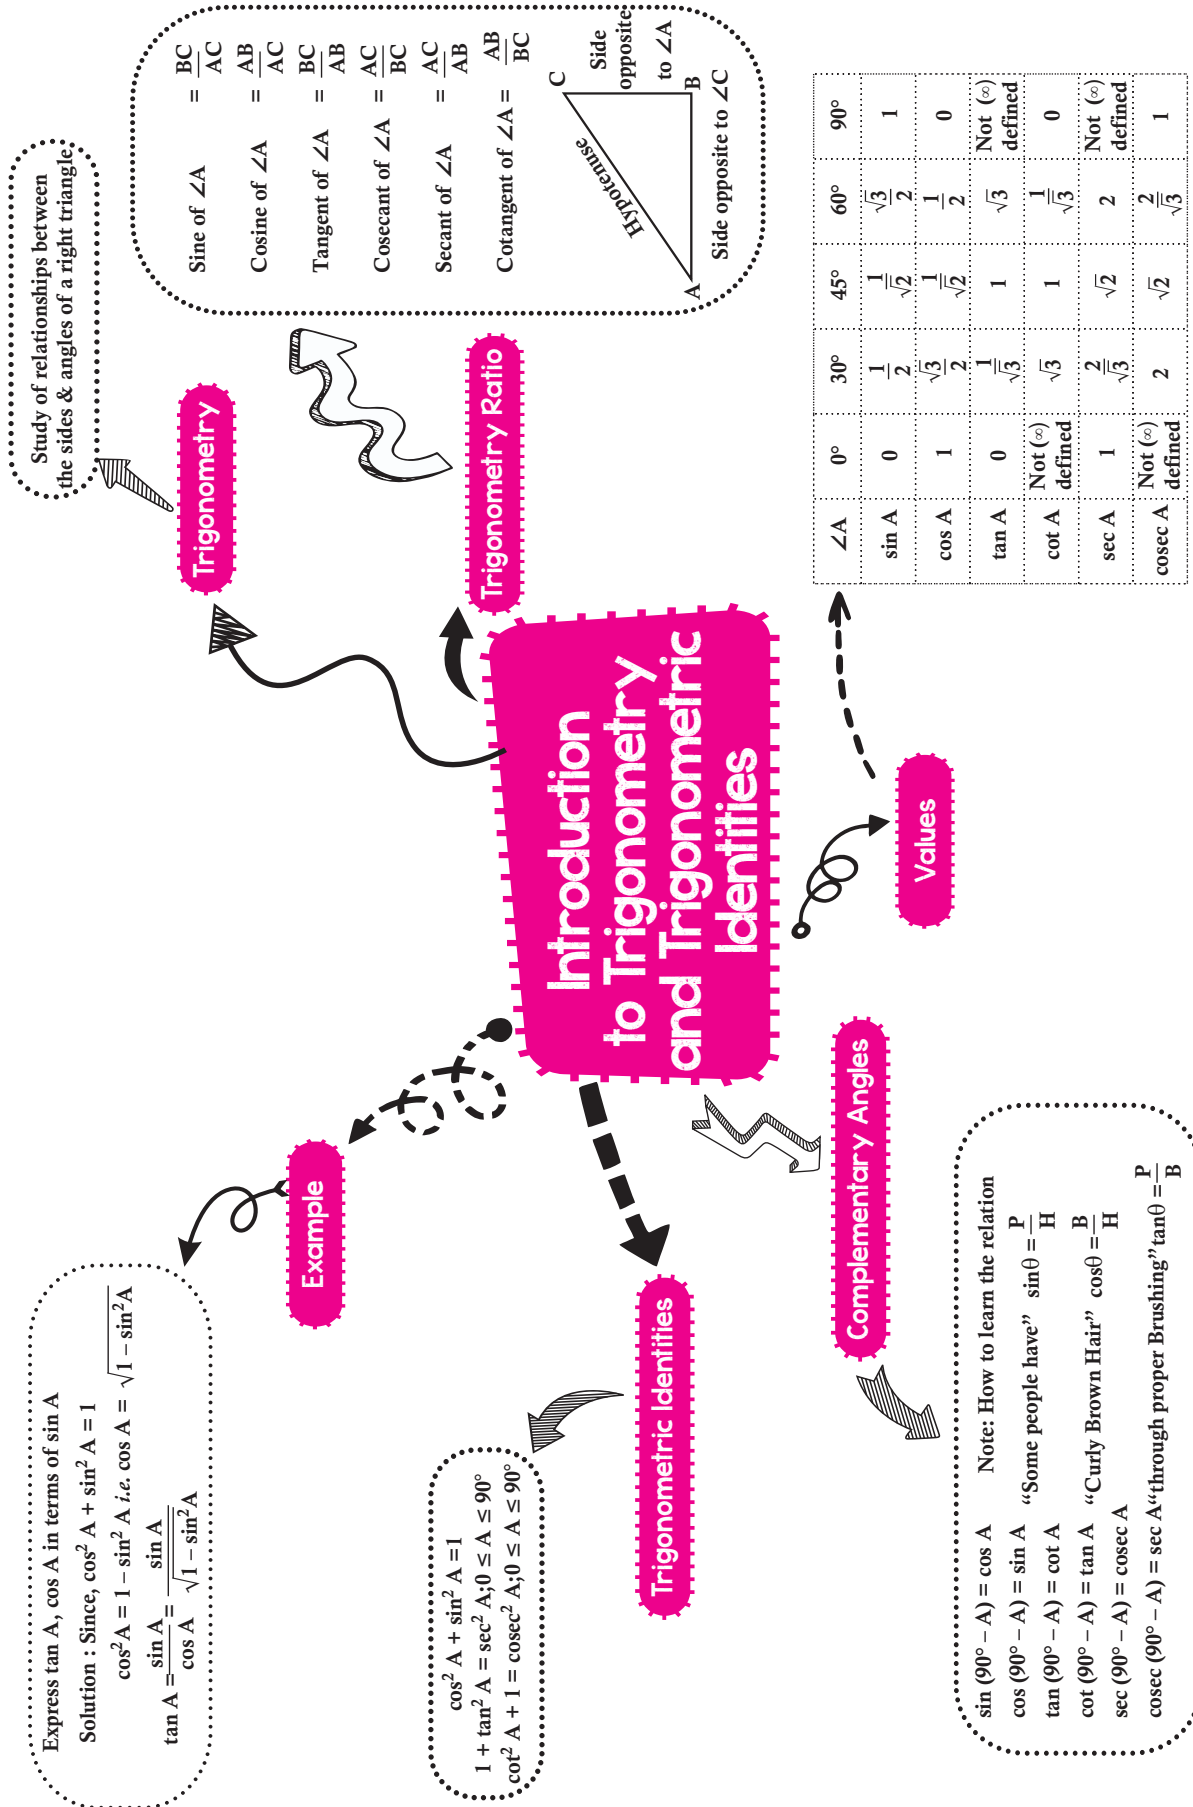 Introduction
to Trigonometry
and Trigonometric
Identities
Trigonometry
Study of relationships between
the sides & angles of a right triangle
Trigonometry Ratio
Sine of ∠A = BC/AC
Cosine of ∠A = AB/AC
Tangent of ∠A = BC/AB
Cosecant of ∠A = AC/BC
Secant of ∠A = AC/AB
Cotangent of ∠A = AB/BC
C
Hypotenuse
Side
opposite
to ∠A
A
B
Side opposite to ∠C
Values
∠A 0° 30° 45° 60° 90°
sin A 0 1/2 1/√2 √3/2 1
cos A 1 √3/2 1/√2 1/2 0
tan A 0 1/√3 1 √3 Not (∞) defined
cot A Not (∞) defined √3 1 1/√3 0
sec A 1 2/√3 √2 2 Not (∞) defined
cosec A Not (∞) defined 2 √2 2/√3 1
Complementary Angles
sin (90° – A) = cos A Note: How to learn the relation
cos (90° – A) = sin A “Some people have” sinθ = P/H
tan (90° – A) = cot A
cot (90° – A) = tan A “Curly Brown Hair” cosθ = B/H
sec (90° – A) = cosec A
cosec (90° – A) = sec A “through proper Brushing” tanθ = P/B
Trigonometric Identities
cos² A + sin² A =1
1 + tan² A = sec² A;0 ≤ A ≤ 90°
cot² A + 1 = cosec² A;0 ≤ A ≤ 90°
Example
Express tan A, cos A in terms of sin A
Solution : Since, cos² A + sin² A = 1
cos²A = 1 – sin² A i.e. cos A = √(1 – sin²A)
tan A = sin A/cos A = sin A/√(1 – sin²A)